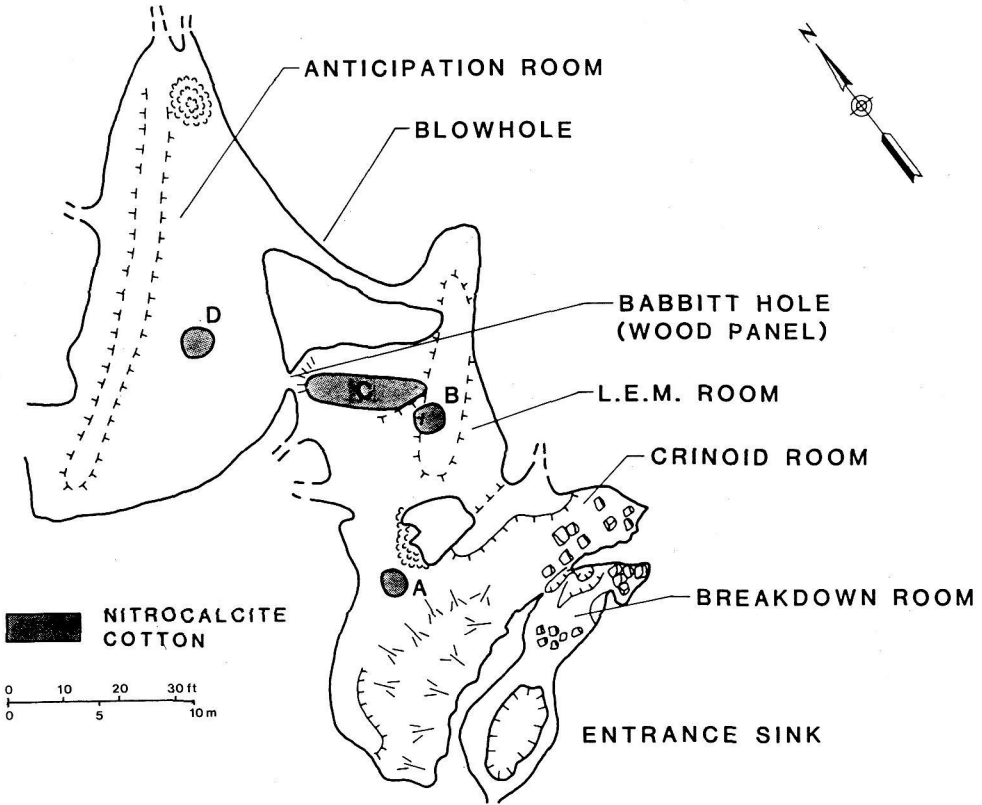 N
ANTICIPATION ROOM
BLOWHOLE
BABBITT HOLE
(WOOD PANEL)
D
C
B
L.E.M. ROOM
CRINOID ROOM
A
BREAKDOWN ROOM
NITROCALCITE
COTTON
0 10 20 30 ft
0 5 10 m
ENTRANCE SINK